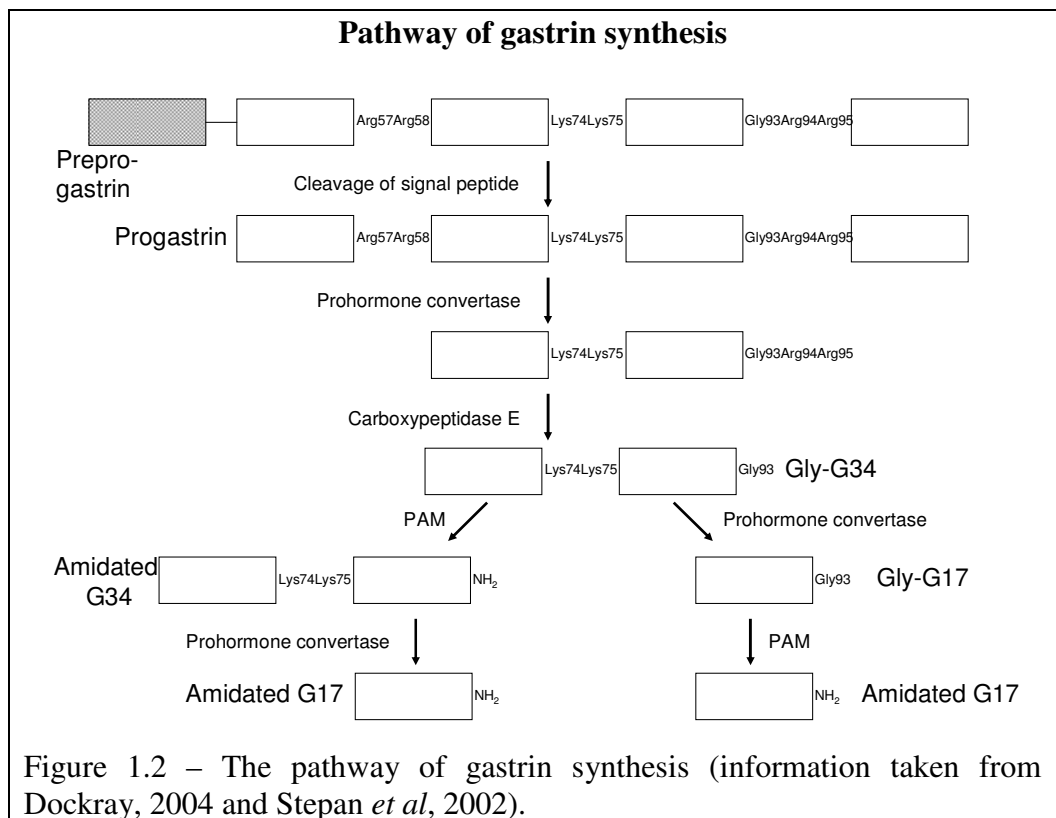 Pathway of gastrin synthesis
Arg57Arg58 Lys74Lys75 Gly93Arg94Arg95
Prepro-
gastrin
Cleavage of signal peptide
Progastrin Arg57Arg58 Lys74Lys75 Gly93Arg94Arg95
Prohormone convertase
Lys74Lys75 Gly93Arg94Arg95
Carboxypeptidase E
Lys74Lys75 Gly93 Gly-G34
PAM Prohormone convertase
Amidated
G34
Lys74Lys75 NH₂ Gly93 Gly-G17
Prohormone convertase PAM
Amidated G17 NH₂ NH₂ Amidated G17
Figure 1.2 – The pathway of gastrin synthesis (information taken from
Dockray, 2004 and Stepan et al, 2002).